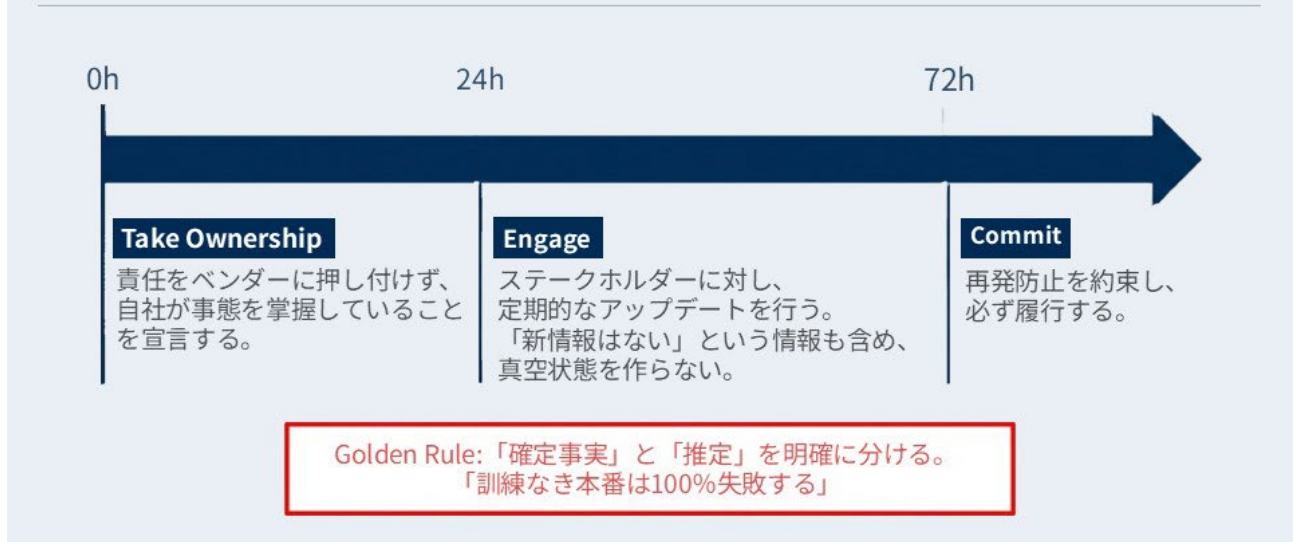 0h
24h
72h
Take Ownership
責任をベンダーに押し付けず、
自社が事態を掌握していること
を宣言する。
Engage
ステークホルダーに対し、
定期的なアップデートを行う。
「新情報はない」という情報も含め、
真空状態を作らない。
Commit
再発防止を約束し、
必ず履行する。
Golden Rule:「確定事実」と「推定」を明確に分ける。
「訓練なき本番は100%失敗する」